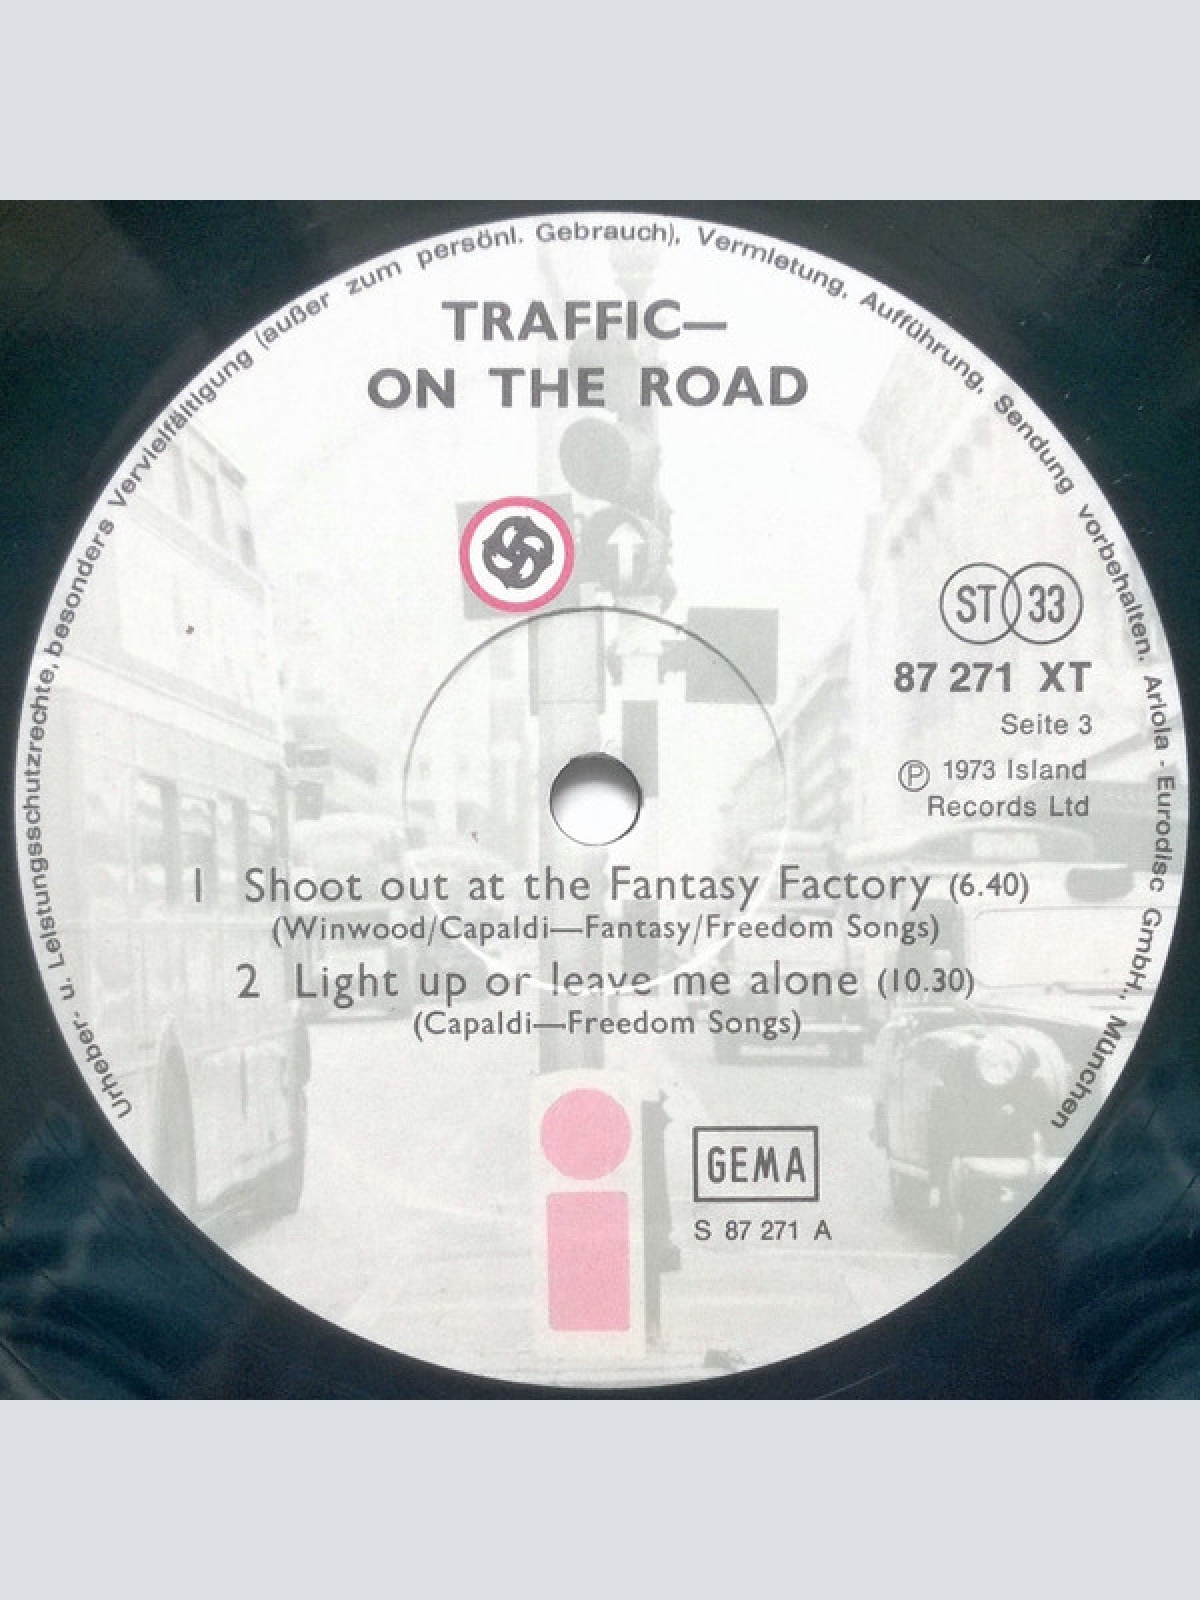 Urheber- u. Leistungsschutzrechte, besonders Vervielfältigung (außer zum persönl. Gebrauch), Vermietung, Aufführung, Sendung vorbehalten. Ariola - Eurodisc GmbH., München
TRAFFIC—
ON THE ROAD
ST 33
87 271 XT
Seite 3
Ⓟ 1973 Island
Records Ltd
1 Shoot out at the Fantasy Factory (6.40)
(Winwood/Capaldi—Fantasy/Freedom Songs)
2 Light up or leave me alone (10.30)
(Capaldi—Freedom Songs)
i
GEMA
S 87 271 A